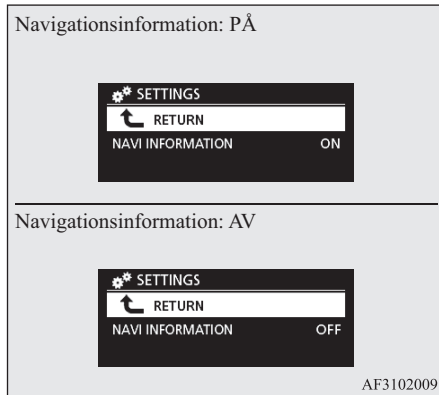 Navigationsinformation: PÅ
SETTINGS
RETURN
NAVI INFORMATION ON
Navigationsinformation: AV
SETTINGS
RETURN
NAVI INFORMATION OFF
AF3102009